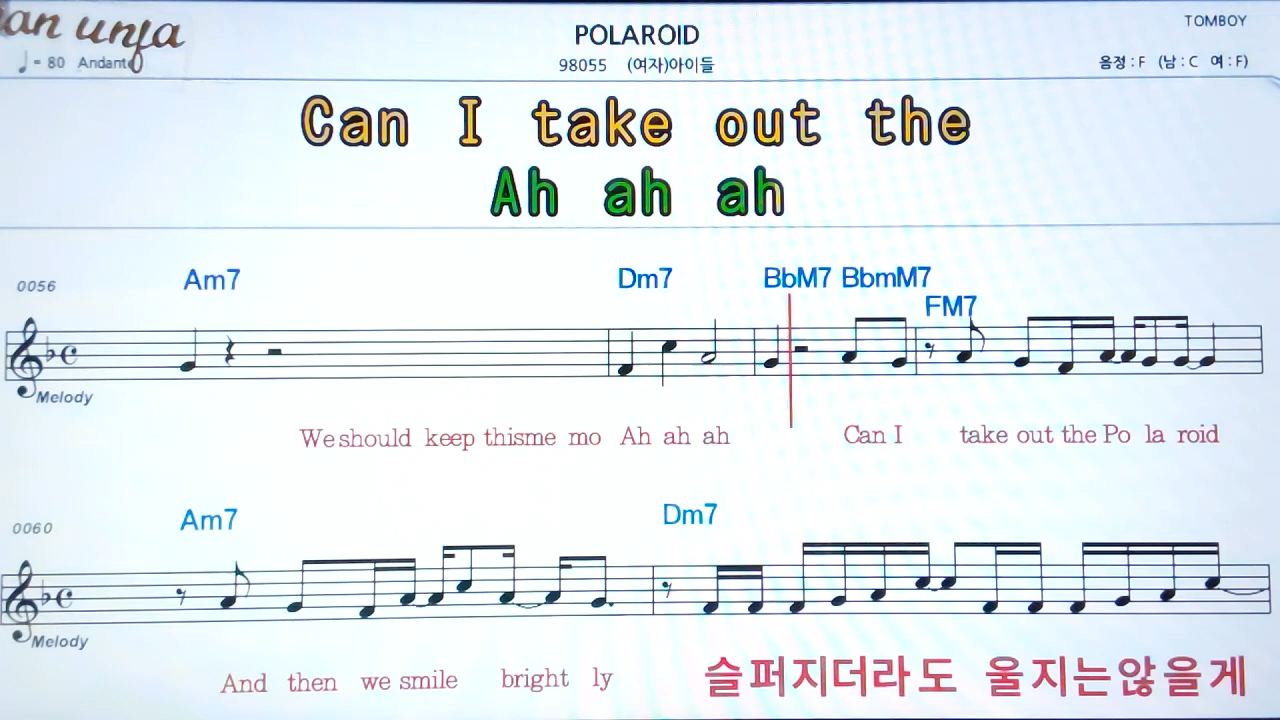 an unfa
TOMBOY
POLAROID
♩= 80 Andante
98055 (여자)아이들
음정 : F (남 : C 여 : F)
Can I take out the
Ah ah ah
0056 Am7 Dm7 BbM7 BbmM7
FM7
Melody
We should keep thisme mo Ah ah ah Can I take out the Po la roid
0060 Am7 Dm7
Melody
And then we smile bright ly 슬퍼지더라도 울지는않을게